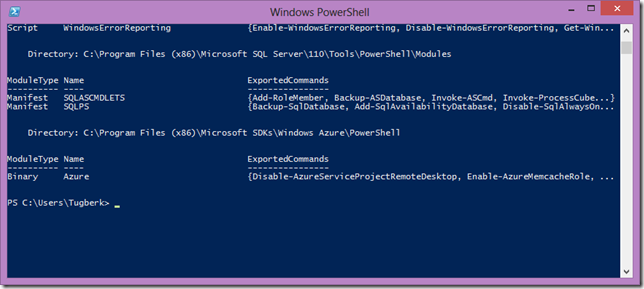 Windows PowerShell
Script WindowsErrorReporting {Enable-WindowsErrorReporting, Disable-WindowsErrorReporting, Get-Win...
Directory: C:\Program Files (x86)\Microsoft SQL Server\110\Tools\PowerShell\Modules
ModuleType Name ExportedCommands
---------- ---- ----------------
Manifest SQLASCMDLETS {Add-RoleMember, Backup-ASDatabase, Invoke-ASCmd, Invoke-ProcessCube...}
Manifest SQLPS {Backup-SqlDatabase, Add-SqlAvailabilityDatabase, Disable-SqlAlwaysOn...
Directory: C:\Program Files (x86)\Microsoft SDKs\Windows Azure\PowerShell
ModuleType Name ExportedCommands
---------- ---- ----------------
Binary Azure {Disable-AzureServiceProjectRemoteDesktop, Enable-AzureMemcacheRole, ...
PS C:\Users\Tugberk> _